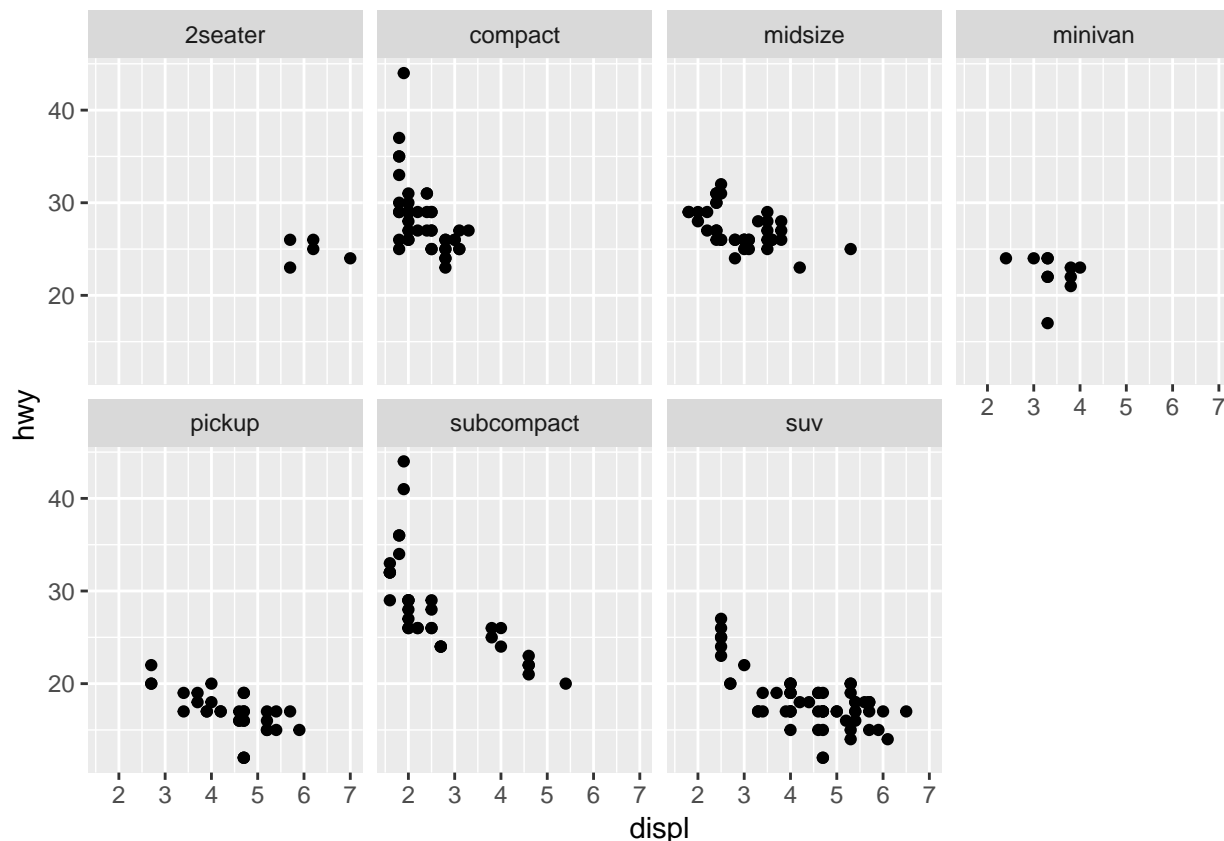 2seater compact midsize minivan
40
30
20
2 3 4 5 6 7
hwy
pickup subcompact suv
40
30
20
2 3 4 5 6 7 2 3 4 5 6 7 2 3 4 5 6 7
displ